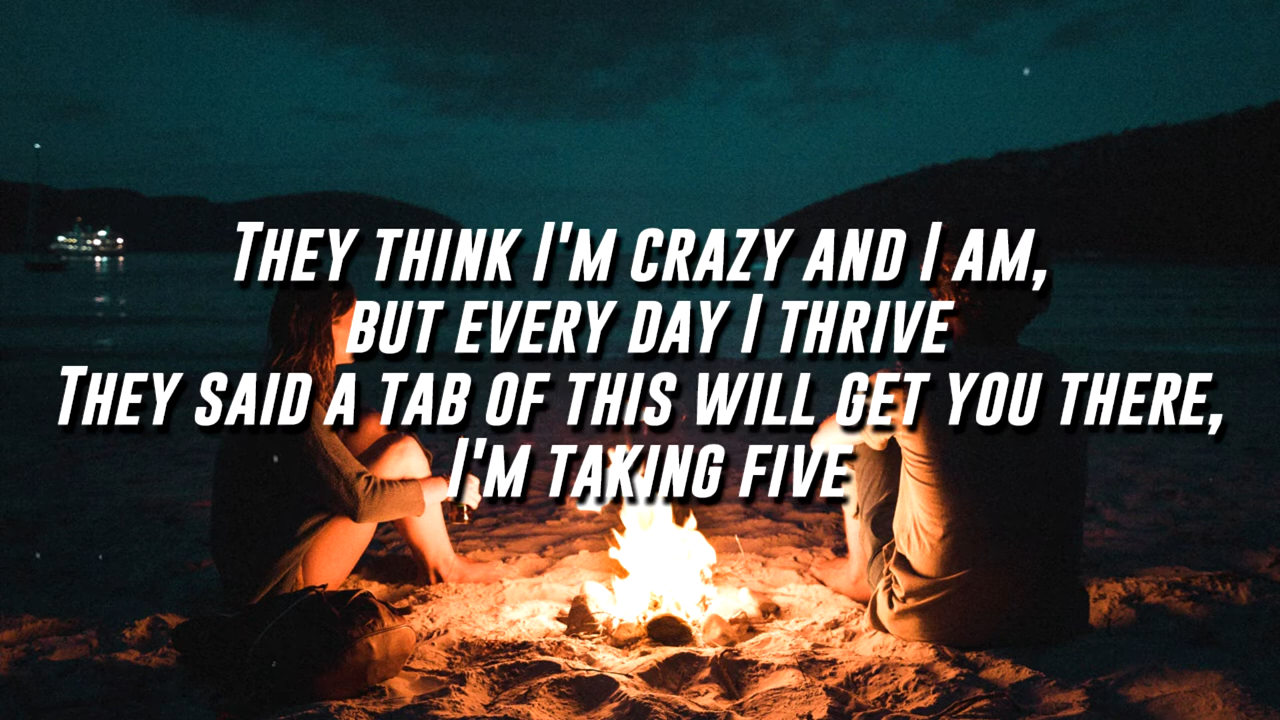 They think I'm crazy and I am,
but every day I thrive
They said a tab of this will get you there,
I'm taking five